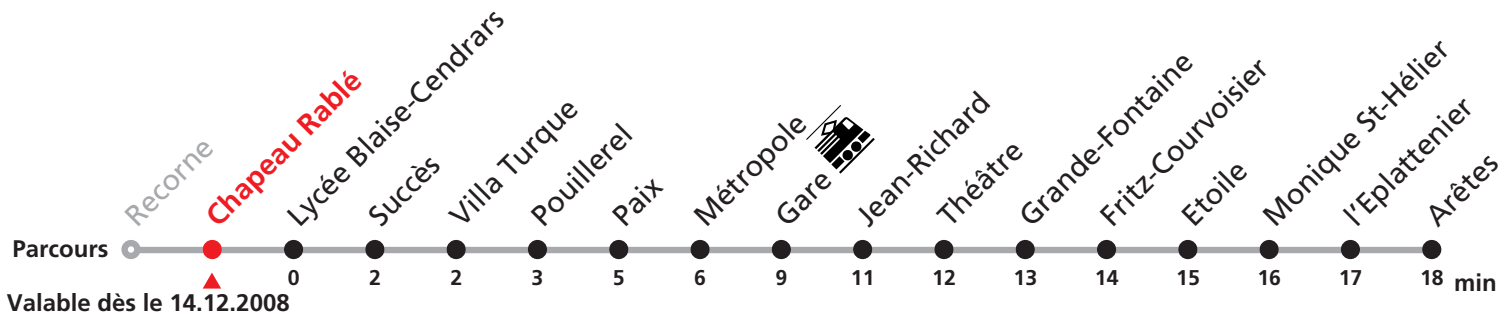 Recorne
Chapeau Rablé
Lycée Blaise-Cendrars
Succès
Villa Turque
Pouillerel
Paix
Métropole
Gare
Jean-Richard
Théâtre
Grande-Fontaine
Fritz-Courvoisier
Etoile
Monique St-Hélier
l'Eplattenier
Arêtes
Parcours
0 2 2 3 5 6 9 11 12 13 14 15 16 17 18 min
Valable dès le 14.12.2008